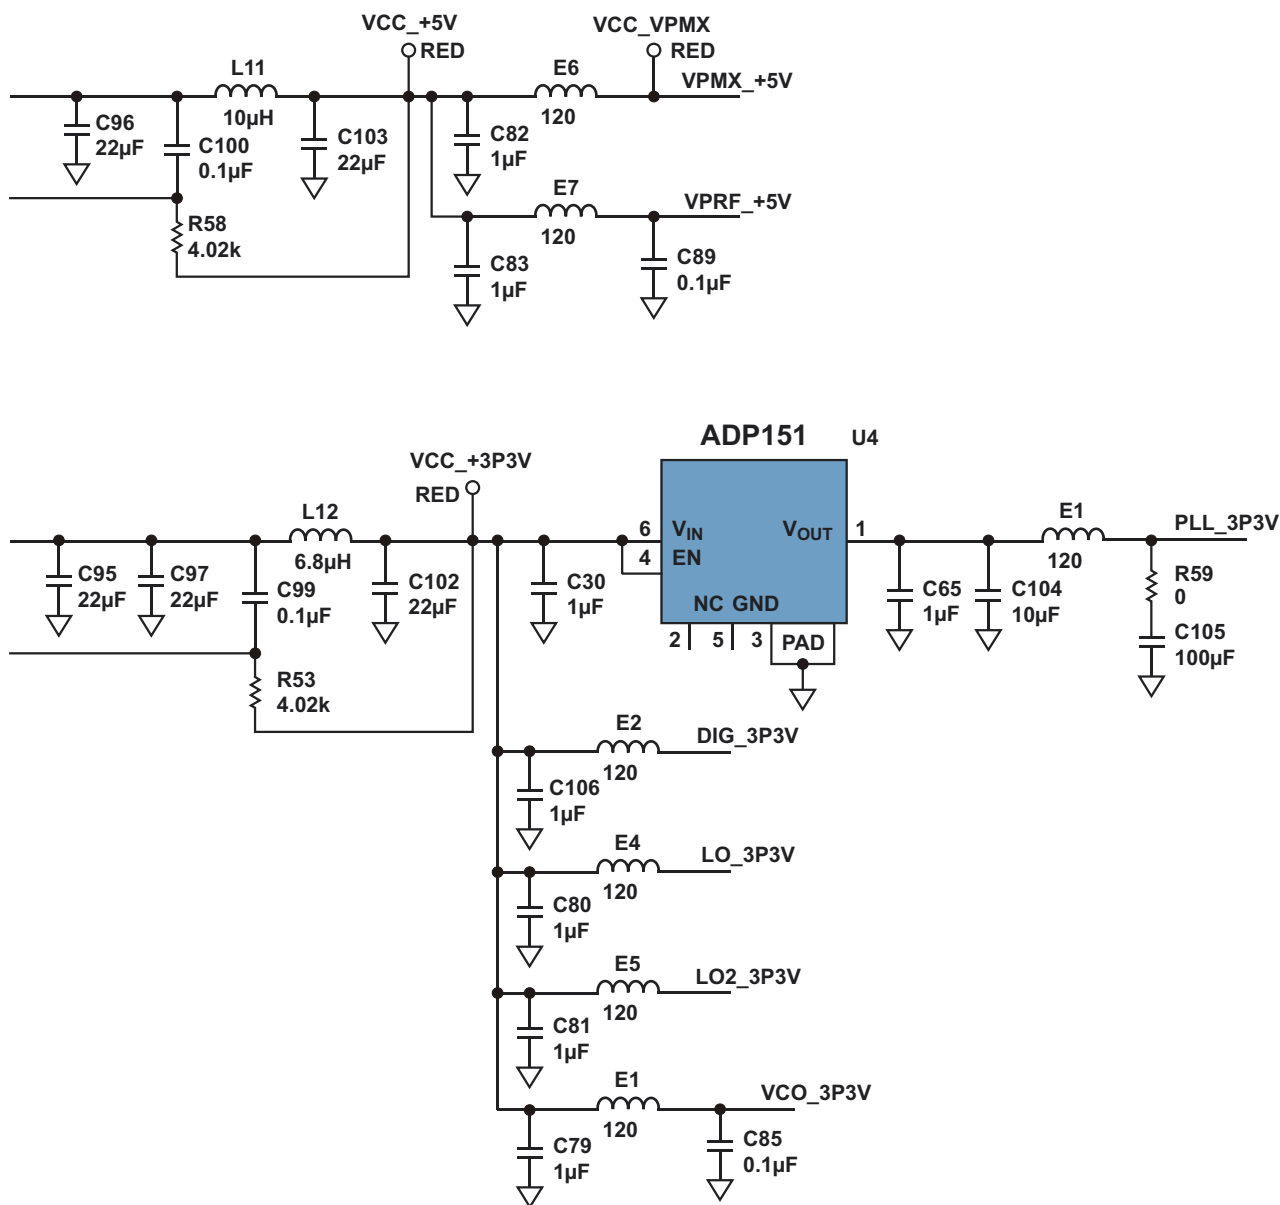 VCC_+5V
RED
VCC_VPMX
RED
L11
10µH
E6
120
VPMX_+5V
C96
22µF
C100
0.1µF
C103
22µF
C82
1µF
R58
4.02k
E7
120
VPRF_+5V
C83
1µF
C89
0.1µF
ADP151
U4
VCC_+3P3V
RED
L12
6.8µH
6
4
VIN
EN
VOUT
1
E1
120
PLL_3P3V
C95
22µF
C97
22µF
C99
0.1µF
C102
22µF
C30
1µF
NC GND
2
5
3
PAD
C65
1µF
C104
10µF
R59
0
C105
100µF
R53
4.02k
E2
120
DIG_3P3V
C106
1µF
E4
120
LO_3P3V
C80
1µF
E5
120
LO2_3P3V
C81
1µF
E1
120
VCO_3P3V
C79
1µF
C85
0.1µF